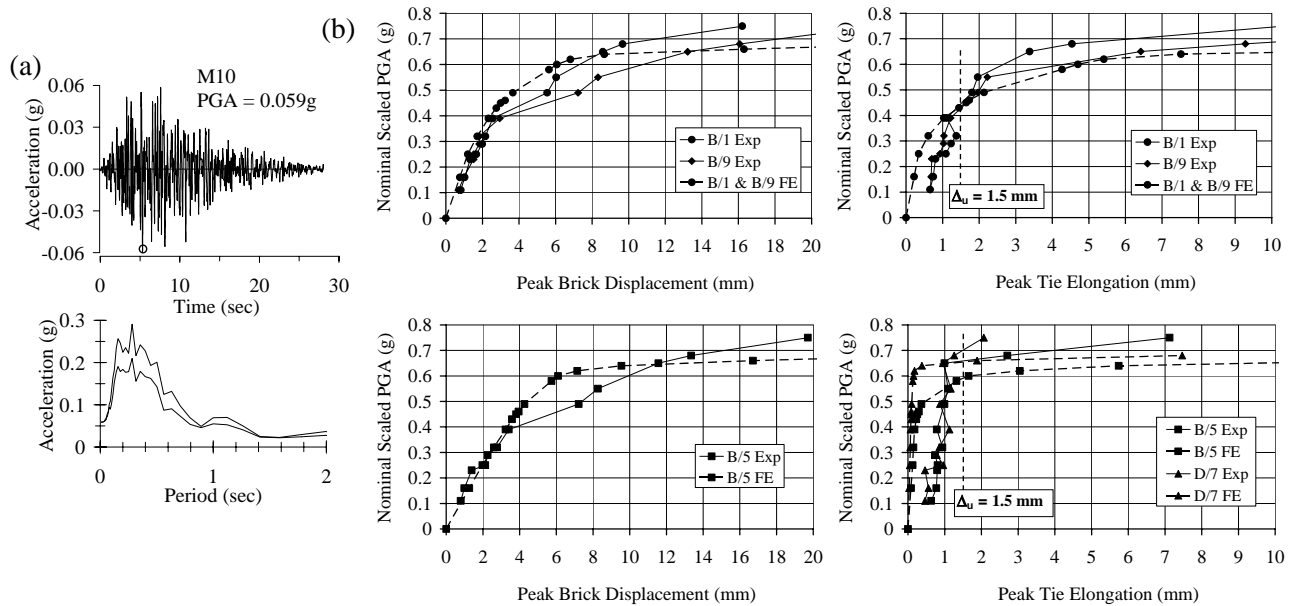 (a)
M10
PGA = 0.059g
Acceleration (g)
0.06
0.03
0.00
-0.03
-0.06
0
10
20
30
Time (sec)
Acceleration (g)
0.3
0.2
0.1
0
0
1
2
Period (sec)
(b)
Nominal Scaled PGA (g)
0.8
0.7
0.6
0.5
0.4
0.3
0.2
0.1
0
B/1 Exp
B/9 Exp
B/1 & B/9 FE
0 2 4 6 8 10 12 14 16 18 20
Peak Brick Displacement (mm)
Nominal Scaled PGA (g)
0.8
0.7
0.6
0.5
0.4
0.3
0.2
0.1
0
B/1 Exp
B/9 Exp
B/1 & B/9 FE
Δu = 1.5 mm
0 1 2 3 4 5 6 7 8 9 10
Peak Tie Elongation (mm)
Nominal Scaled PGA (g)
0.8
0.7
0.6
0.5
0.4
0.3
0.2
0.1
0
B/5 Exp
B/5 FE
0 2 4 6 8 10 12 14 16 18 20
Peak Brick Displacement (mm)
Nominal Scaled PGA (g)
0.8
0.7
0.6
0.5
0.4
0.3
0.2
0.1
0
B/5 Exp
B/5 FE
D/7 Exp
D/7 FE
Δu = 1.5 mm
0 1 2 3 4 5 6 7 8 9 10
Peak Tie Elongation (mm)